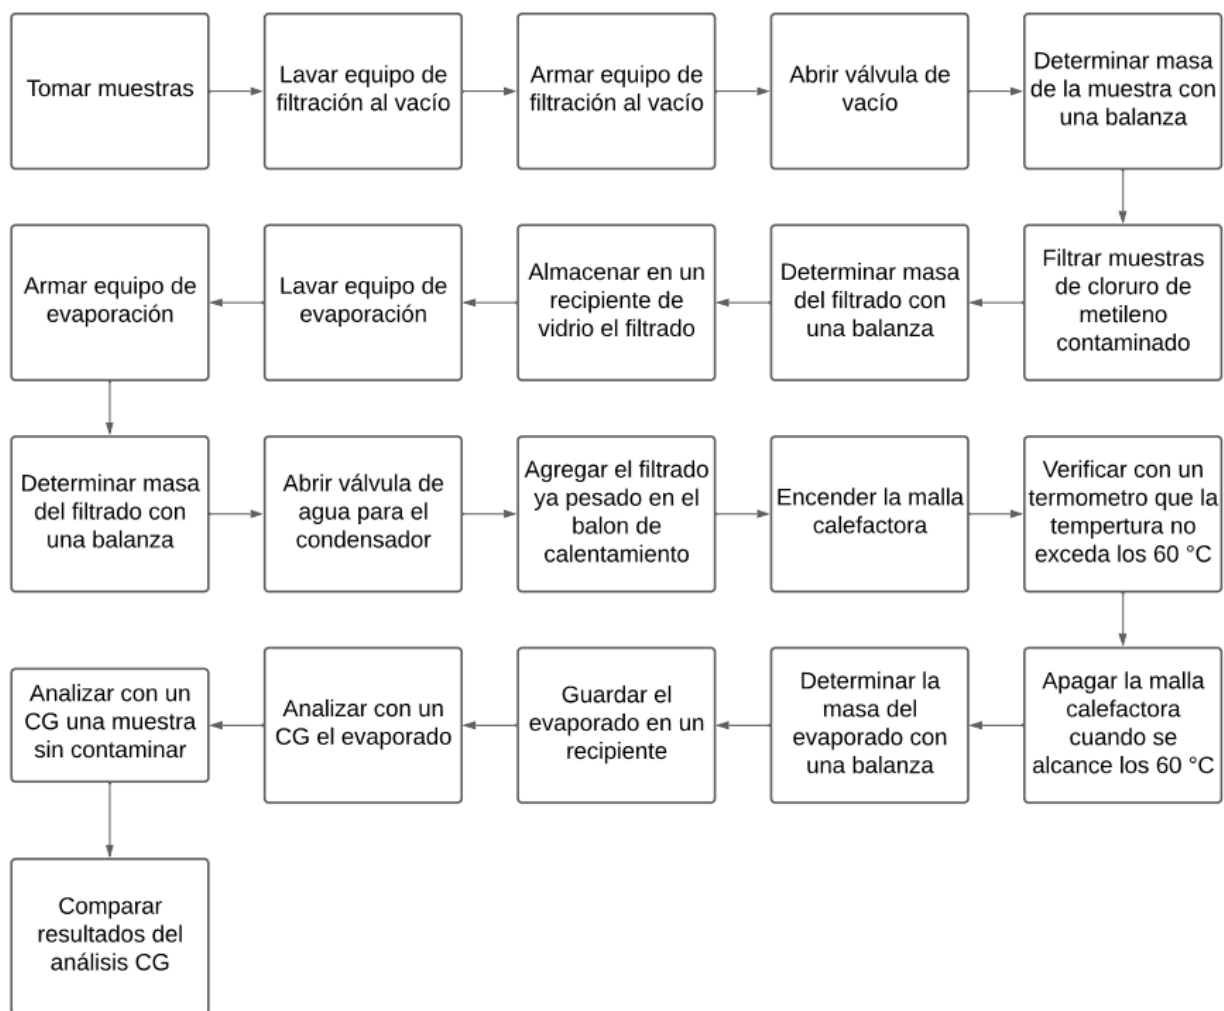 Tomar muestras
Lavar equipo de
filtración al vacío
Armar equipo de
filtración al vacío
Abrir válvula de
vacío
Determinar masa
de la muestra con
una balanza
Filtrar muestras
de cloruro de
metileno
contaminado
Determinar masa
del filtrado con
una balanza
Almacenar en un
recipiente de
vidrio el filtrado
Lavar equipo de
evaporación
Armar equipo de
evaporación
Determinar masa
del filtrado con
una balanza
Abrir válvula de
agua para el
condensador
Agregar el filtrado
ya pesado en el
balon de
calentamiento
Encender la malla
calefactora
Verificar con un
termometro que la
tempertura no
exceda los 60 °C
Apagar la malla
calefactora
cuando se
alcance los 60 °C
Determinar la
masa del
evaporado con
una balanza
Guardar el
evaporado en un
recipiente
Analizar con un
CG el evaporado
Analizar con un
CG una muestra
sin contaminar
Comparar
resultados del
análisis CG